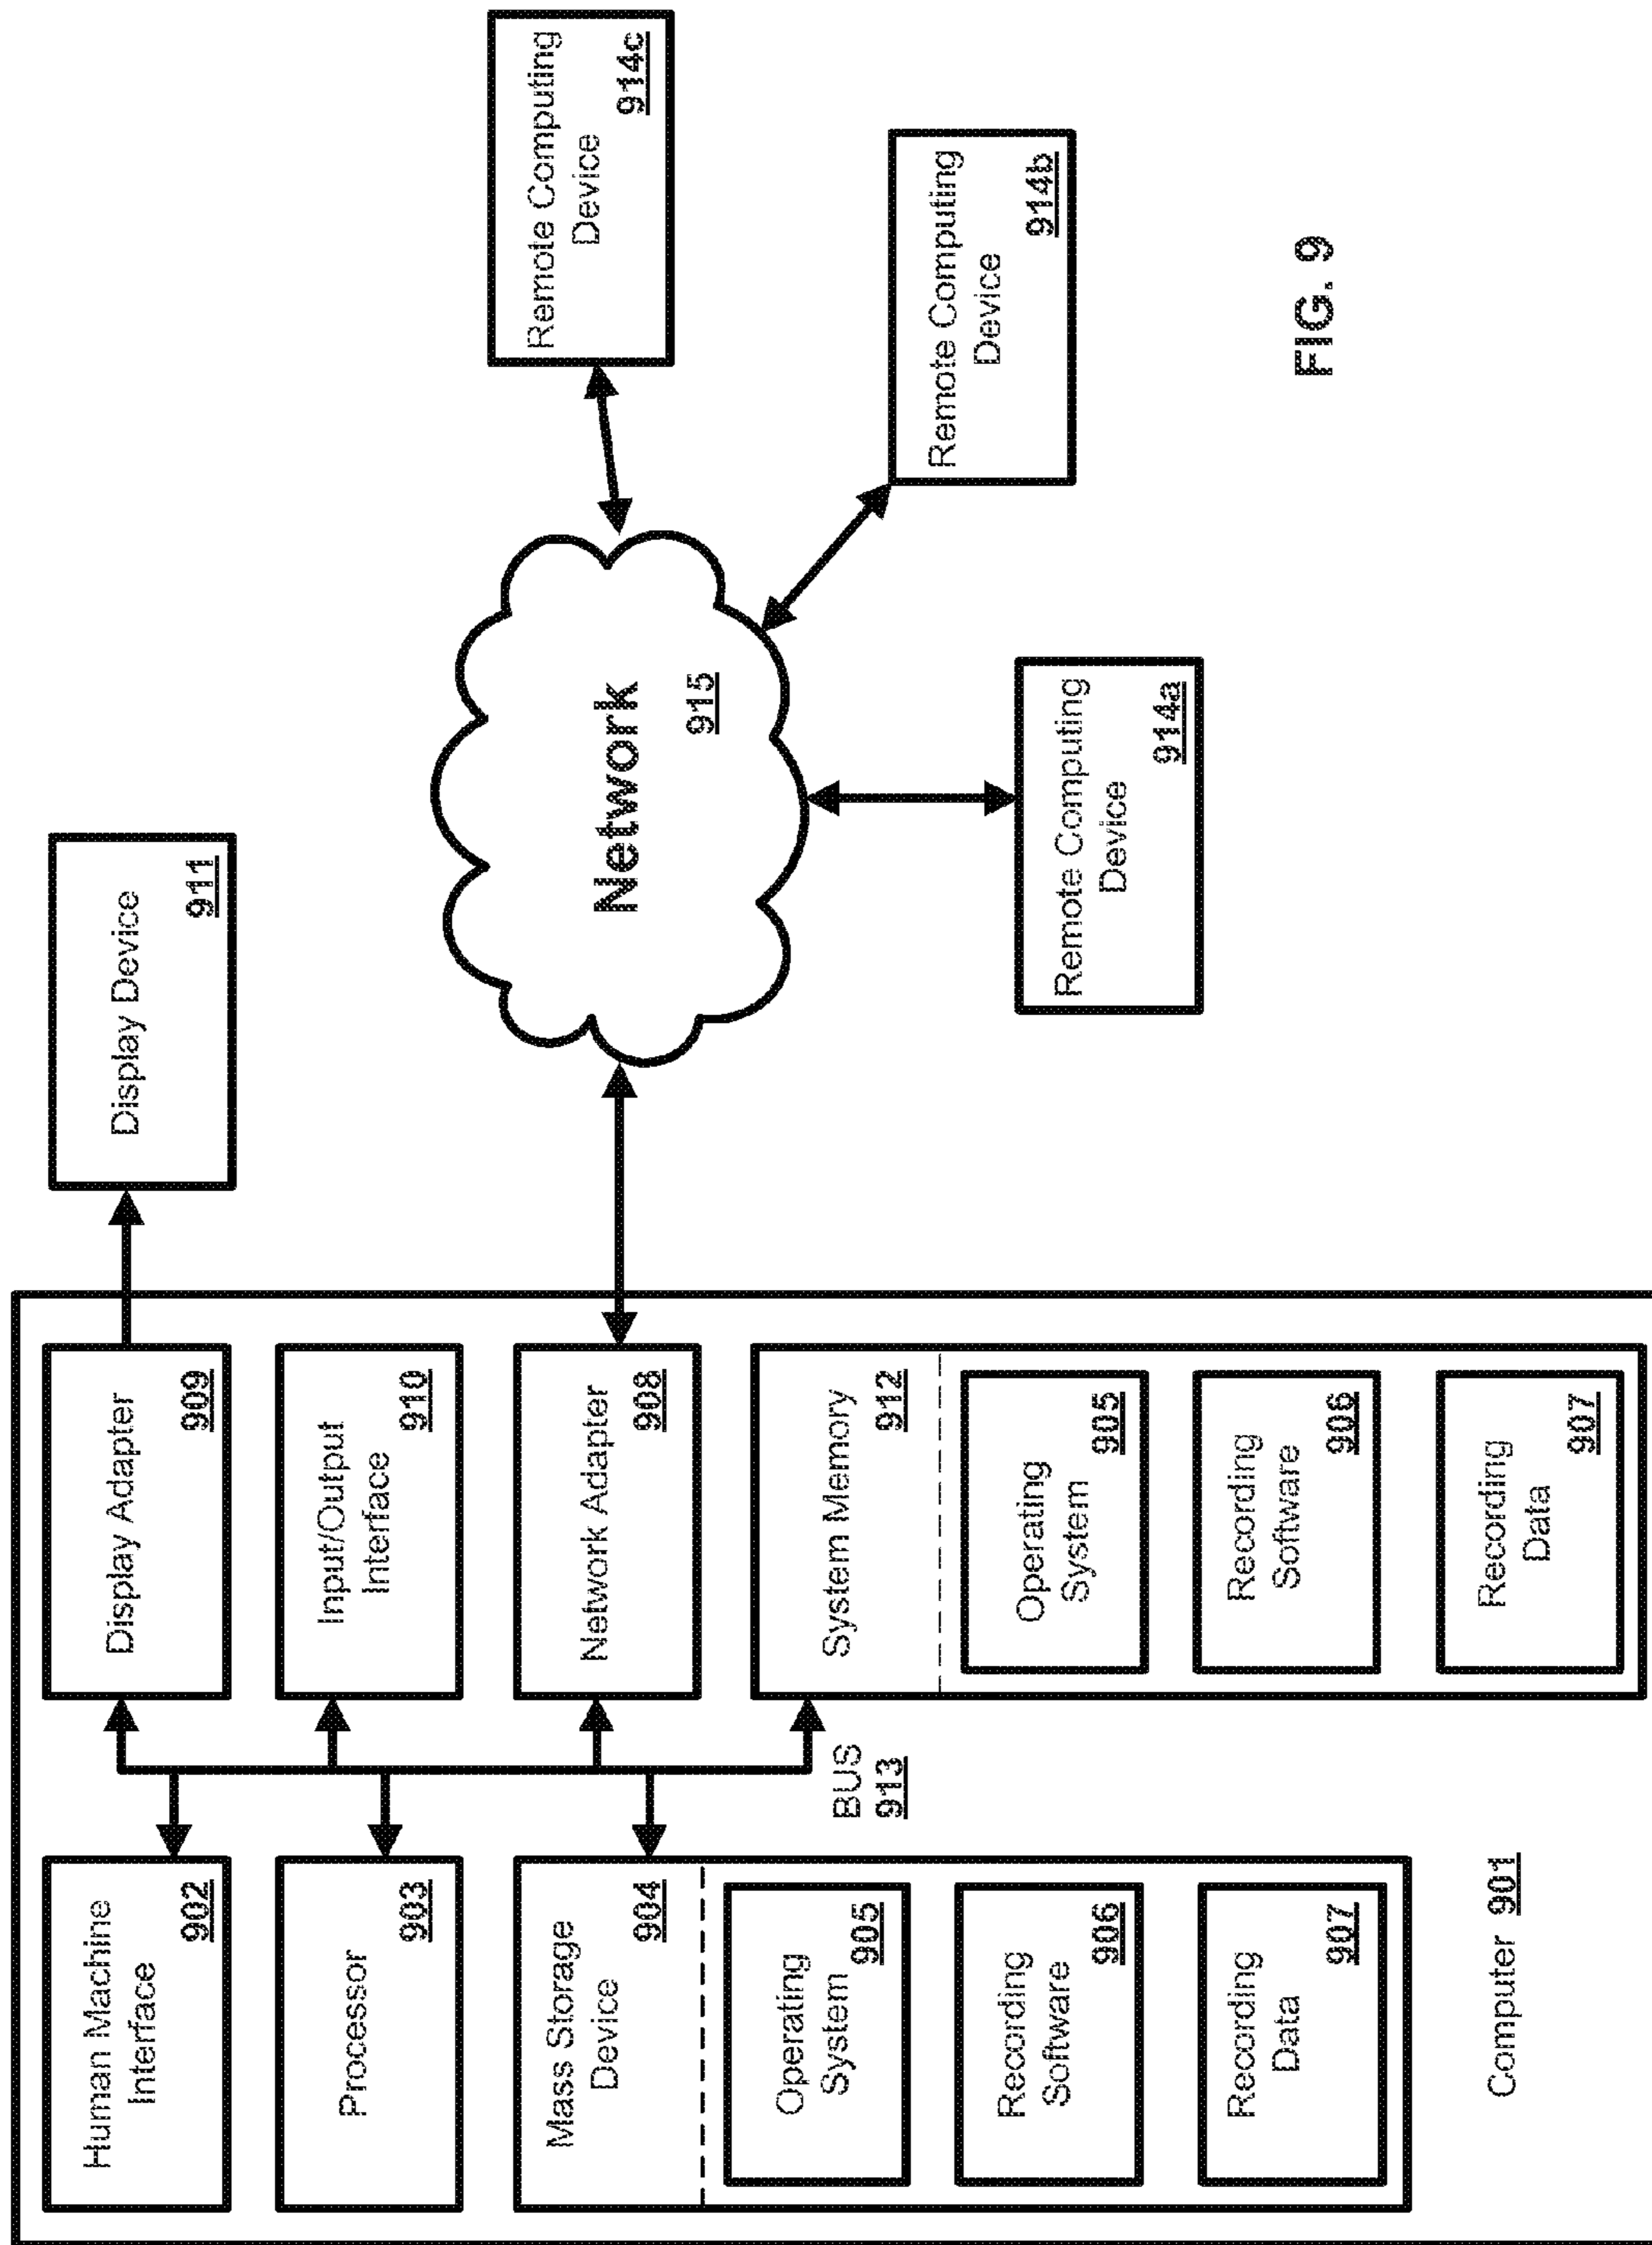 Human Machine
Interface
902
Processor
903
Mass Storage
Device
904
Operating
System
905
Recording
Software
906
Recording
Data
907
Computer 901
BUS
913
Display Adapter
909
Input/Output
Interface
910
Network Adapter
908
System Memory
912
Operating
System
905
Recording
Software
906
Recording
Data
907
Display Device
911
Network
915
Remote Computing
Device
914a
Remote Computing
Device
914b
Remote Computing
Device
914c
FIG. 9